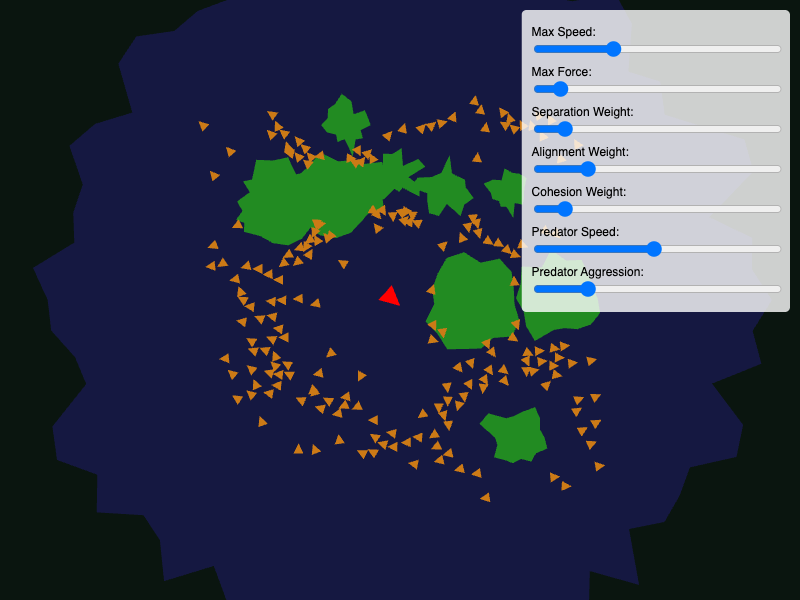 Max Speed:
Max Force:
Separation Weight:
Alignment Weight:
Cohesion Weight:
Predator Speed:
Predator Aggression: